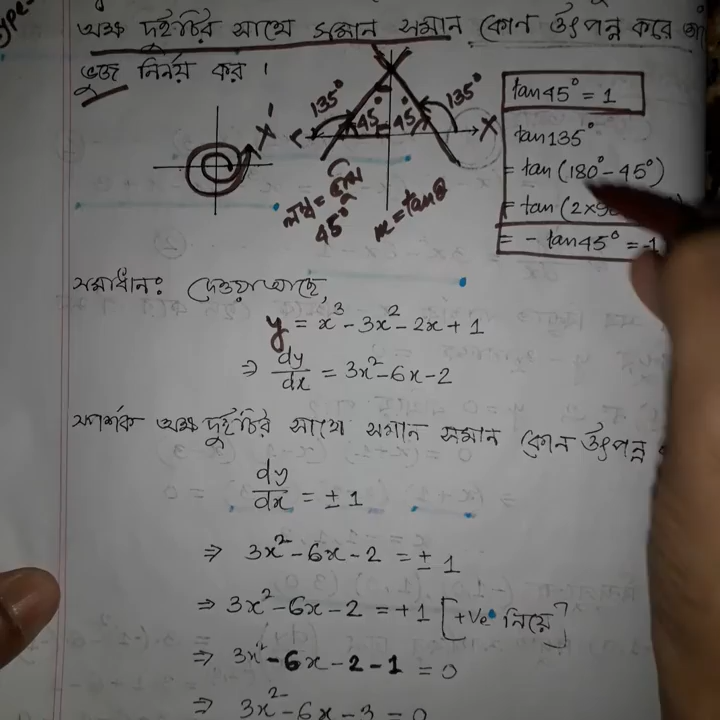 অক্ষ দুইটির সাথে সমান সমান কোন উৎপন্ন করে
ভুজ নির্নয় কর ।
135° 45° 45° 135°
X
X
45°
m = tanθ
tan45° = 1
tan135°
= tan(180° - 45°)
= tan(2×9
= - tan45° = -1
সমাধান: দেওয়া আছে,
y = x³ - 3x² - 2x + 1
⇒ dy/dx = 3x² - 6x - 2
স্পর্শক অক্ষ দুইটির সাথে সমান সমান কোন উৎপন্ন
dy/dx = ± 1
⇒ 3x² - 6x - 2 = ± 1
⇒ 3x² - 6x - 2 = +1 [+ve নিয়ে]
⇒ 3x² - 6x - 2 - 1 = 0
⇒ 3x² - 6x - 3 = 0